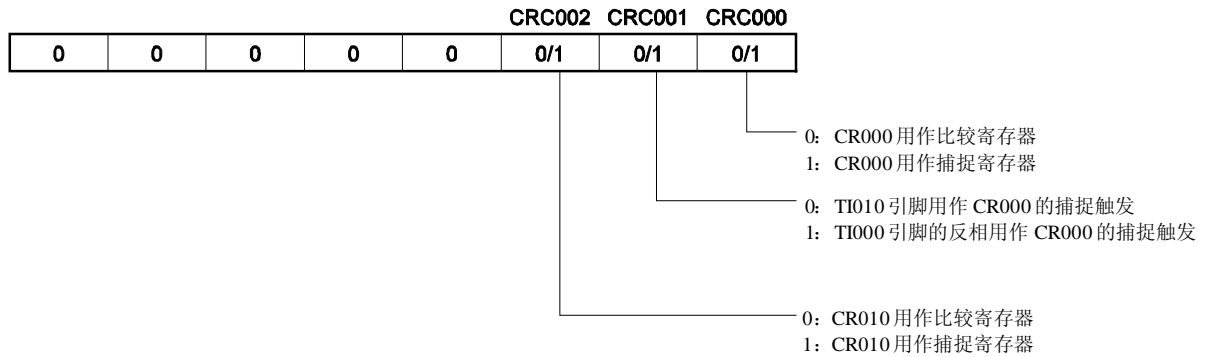 CRC002 CRC001 CRC000
0 0 0 0 0 0/1 0/1 0/1
0：CR000用作比较寄存器
1：CR000用作捕捉寄存器
0：TI010引脚用作 CR000的捕捉触发
1：TI000引脚的反相用作 CR000的捕捉触发
0：CR010用作比较寄存器
1：CR010用作捕捉寄存器